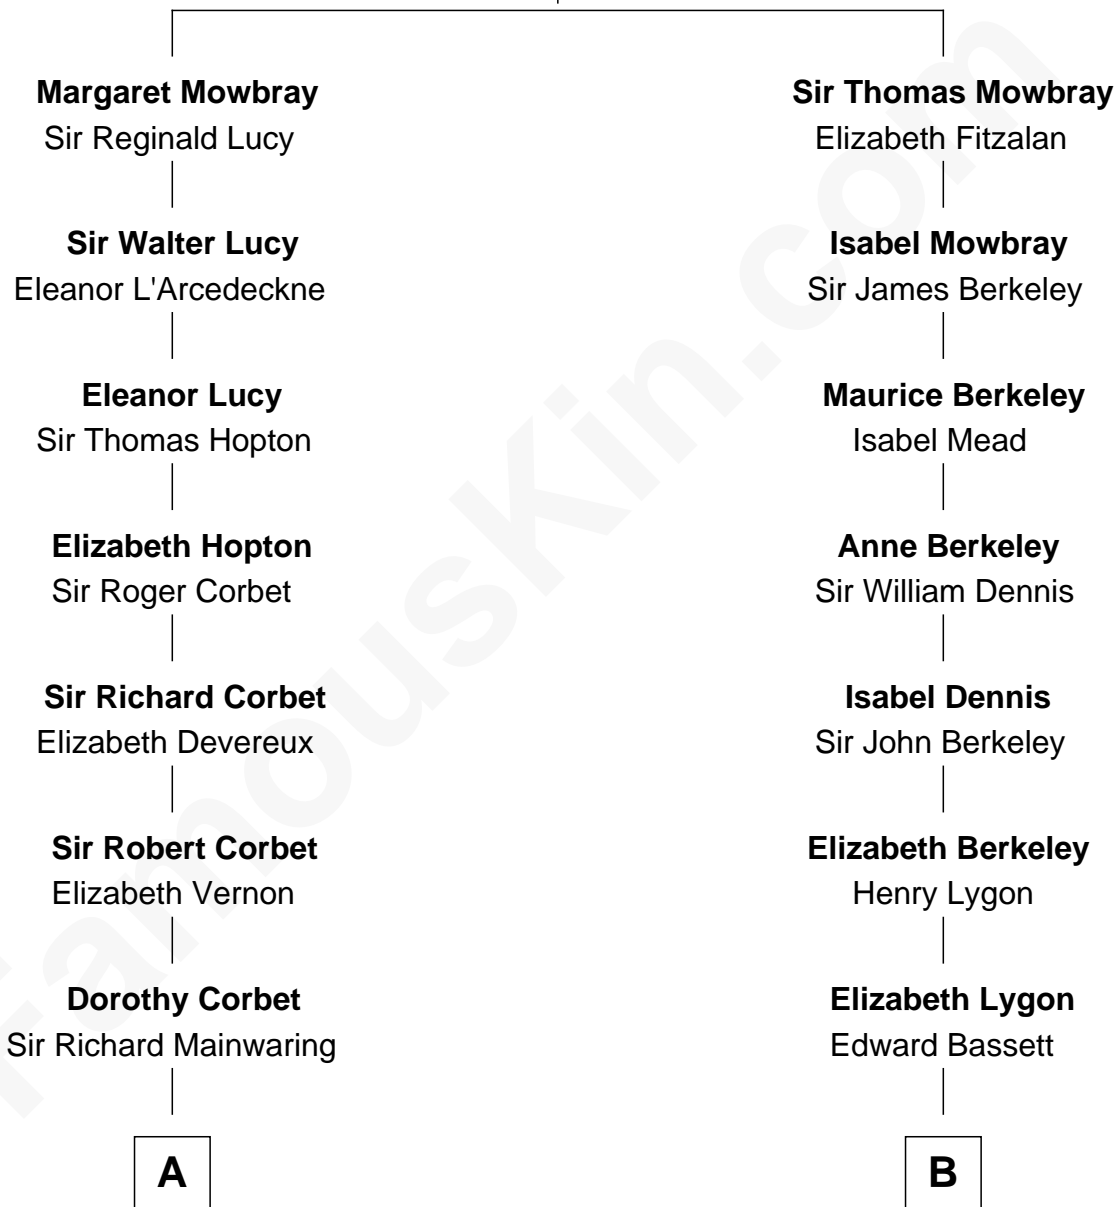 Margaret Mowbray
Sir Reginald Lucy
Sir Walter Lucy
Eleanor L'Arcedeckne
Eleanor Lucy
Sir Thomas Hopton
Elizabeth Hopton
Sir Roger Corbet
Sir Richard Corbet
Elizabeth Devereux
Sir Robert Corbet
Elizabeth Vernon
Dorothy Corbet
Sir Richard Mainwaring
A
Sir Thomas Mowbray
Elizabeth Fitzalan
Isabel Mowbray
Sir James Berkeley
Maurice Berkeley
Isabel Mead
Anne Berkeley
Sir William Dennis
Isabel Dennis
Sir John Berkeley
Elizabeth Berkeley
Henry Lygon
Elizabeth Lygon
Edward Bassett
B
FamousKin.com